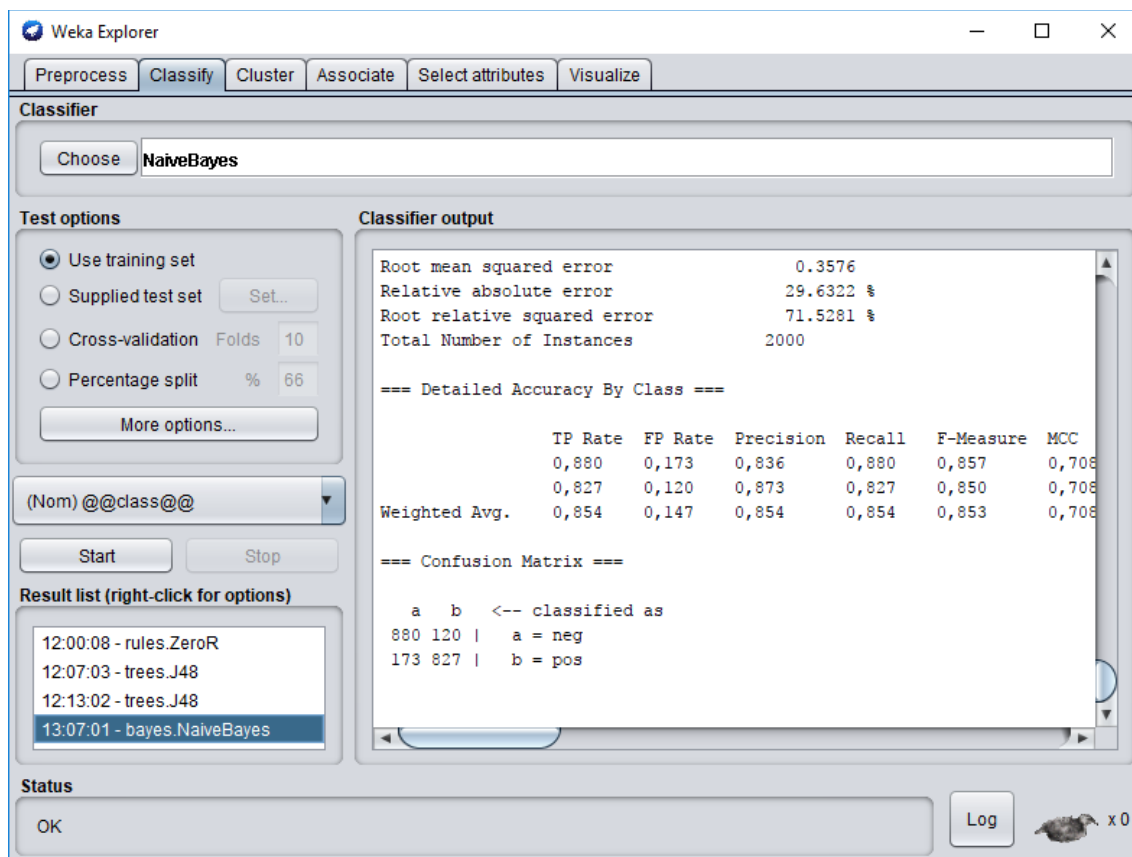 Weka Explorer
Preprocess Classify Cluster Associate Select attributes Visualize
Classifier
Choose NaiveBayes
Test options
Use training set
Supplied test set Set...
Cross-validation Folds 10
Percentage split % 66
More options...
(Nom) @@class@@
Start Stop
Result list (right-click for options)
12:00:08 - rules.ZeroR
12:07:03 - trees.J48
12:13:02 - trees.J48
13:07:01 - bayes.NaiveBayes
Classifier output
Root mean squared error 0.3576
Relative absolute error 29.6322 %
Root relative squared error 71.5281 %
Total Number of Instances 2000
=== Detailed Accuracy By Class ===
TP Rate FP Rate Precision Recall F-Measure MCC
0,880 0,173 0,836 0,880 0,857 0,708
0,827 0,120 0,873 0,827 0,850 0,708
Weighted Avg. 0,854 0,147 0,854 0,854 0,853 0,708
=== Confusion Matrix ===
a b <-- classified as
880 120 | a = neg
173 827 | b = pos
Status
OK
Log x 0